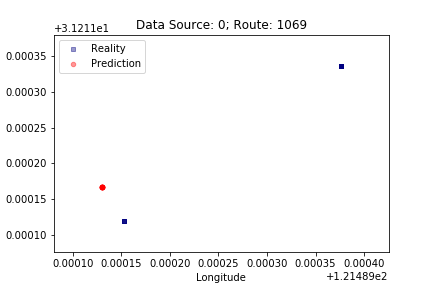 Data Source: 0; Route: 1069
+3.1211e1
Reality
Prediction
0.00035
0.00030
0.00025
0.00020
0.00015
0.00010
0.00010 0.00015 0.00020 0.00025 0.00030 0.00035 0.00040
Longitude
+1.21489e2